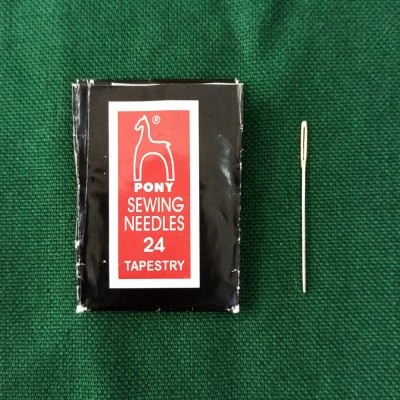 ®
PONY
SEWING
NEEDLES
24
TAPESTRY